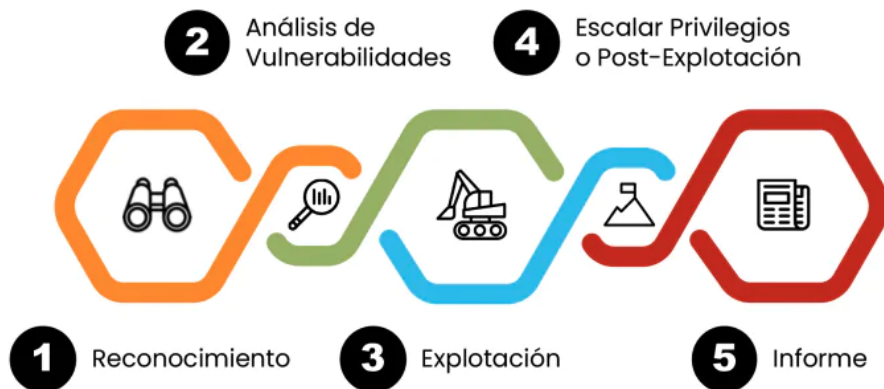 2
Análisis de
Vulnerabilidades
4
Escalar Privilegios
o Post-Explotación
1
Reconocimiento
3
Explotación
5
Informe